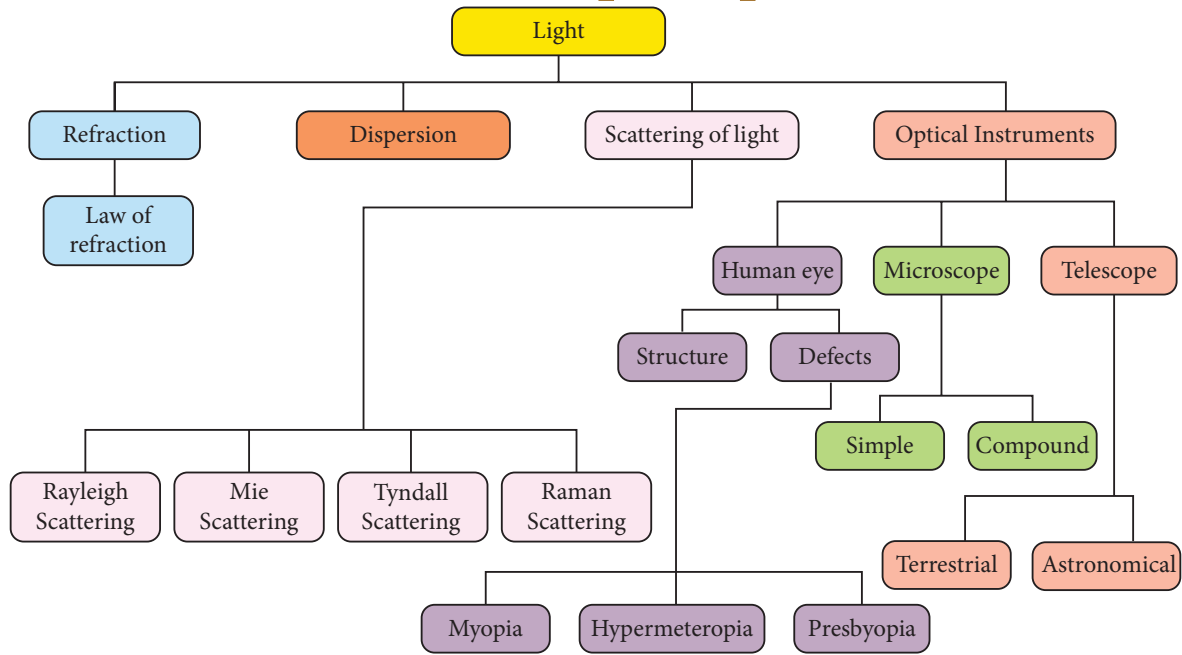 Light
Refraction
Dispersion
Scattering of light
Optical Instruments
Law of
refraction
Human eye
Microscope
Telescope
Structure
Defects
Simple
Compound
Rayleigh
Scattering
Mie
Scattering
Tyndall
Scattering
Raman
Scattering
Terrestrial
Astronomical
Myopia
Hypermeteropia
Presbyopia